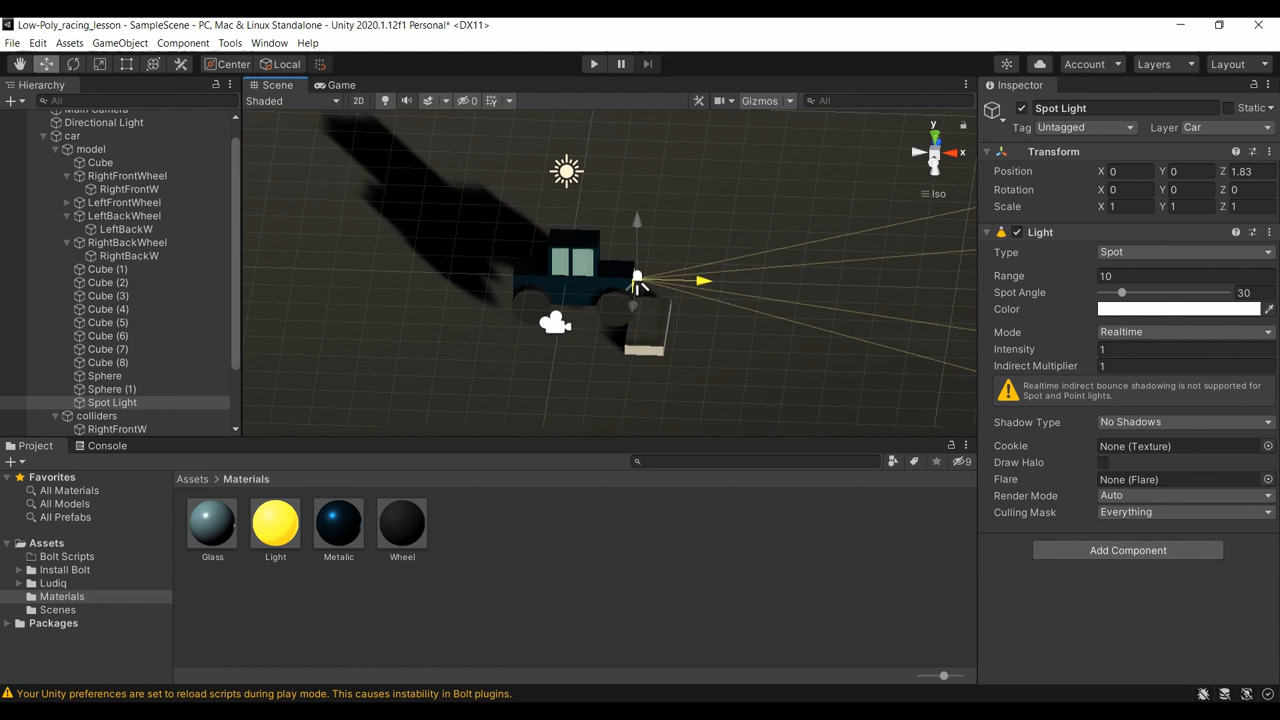 Low-Poly_racing_lesson - SampleScene - PC, Mac & Linux Standalone - Unity 2020.1.12f1 Personal* <DX11>
File Edit Assets GameObject Component Tools Window Help
Center Local Account Layers Layout
Hierarchy
All
Directional Light
car
model
Cube
RightFrontWheel
RightFrontW
LeftFrontWheel
LeftBackWheel
LeftBackW
RightBackWheel
RightBackW
Cube (1)
Cube (2)
Cube (3)
Cube (4)
Cube (5)
Cube (6)
Cube (7)
Cube (8)
Sphere
Sphere (1)
Spot Light
colliders
RightFrontW
Scene Game
Shaded 2D 0 Gizmos All
y
x
Iso
Inspector
Spot Light Static
Tag Untagged Layer Car
Transform
Position X 0 Y 0 Z 1.83
Rotation X 0 Y 0 Z 0
Scale X 1 Y 1 Z 1
Light
Type Spot
Range 10
Spot Angle 30
Color
Mode Realtime
Intensity 1
Indirect Multiplier 1
Realtime indirect bounce shadowing is not supported for
Spot and Point lights.
Shadow Type No Shadows
Cookie None (Texture)
Draw Halo
Flare None (Flare)
Render Mode Auto
Culling Mask Everything
Add Component
Project Console
9
Favorites
All Materials
All Models
All Prefabs
Assets
Bolt Scripts
Install Bolt
Ludiq
Materials
Scenes
Packages
Assets > Materials
Glass Light Metalic Wheel
Your Unity preferences are set to reload scripts during play mode. This causes instability in Bolt plugins.